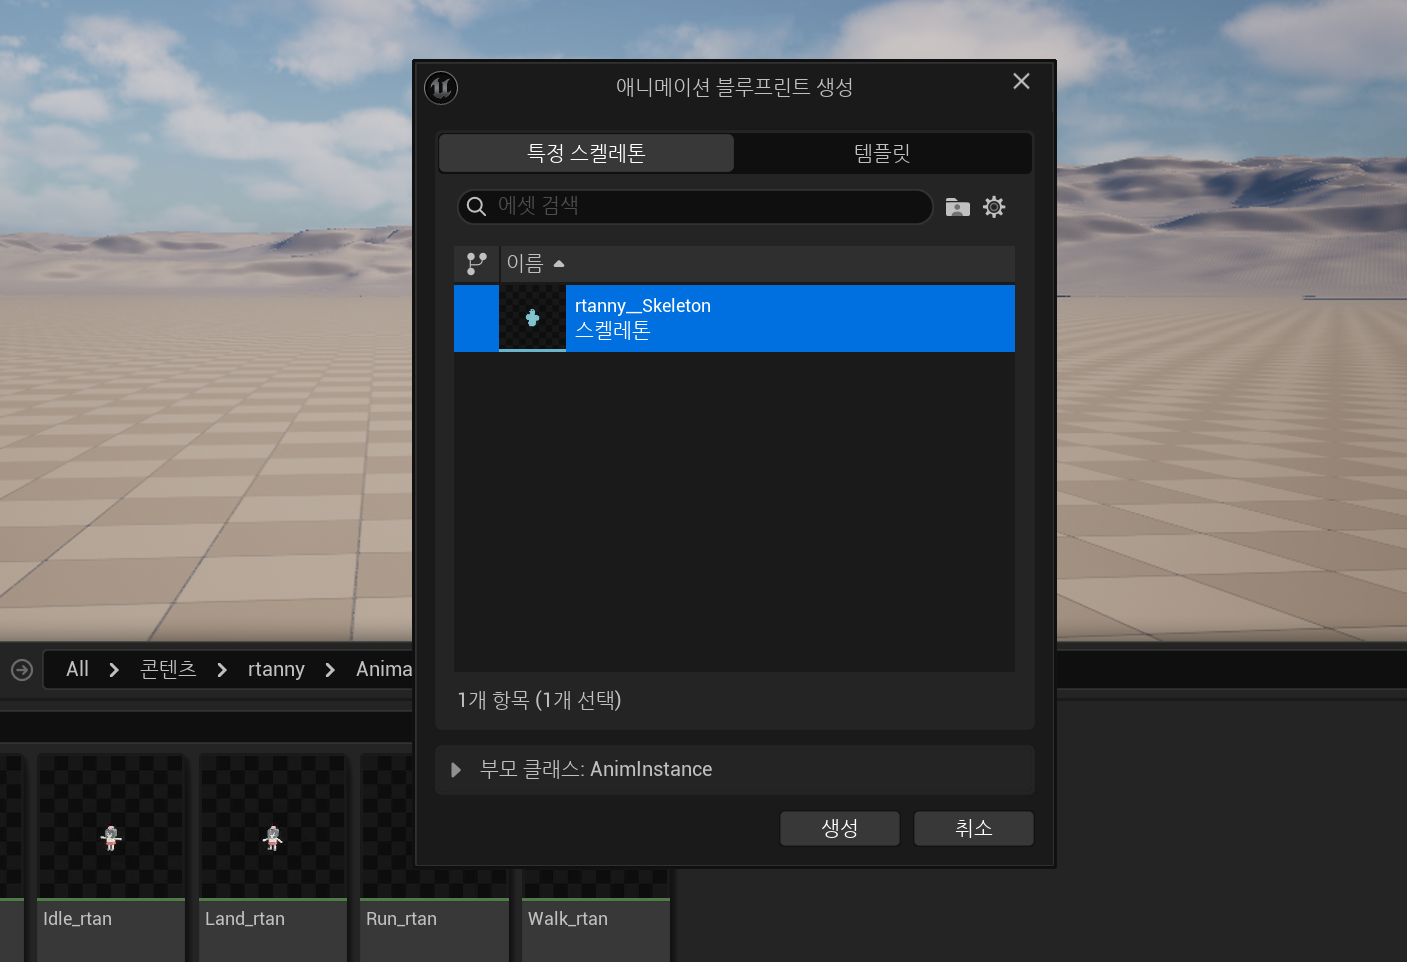 애니메이션 블루프린트 생성
특정 스켈레톤
템플릿
에셋 검색
이름
rtanny__Skeleton
스켈레톤
1개 항목 (1개 선택)
부모 클래스: AnimInstance
생성
취소
All > 콘텐츠 > rtanny > Anima
Idle_rtan
Land_rtan
Run_rtan
Walk_rtan